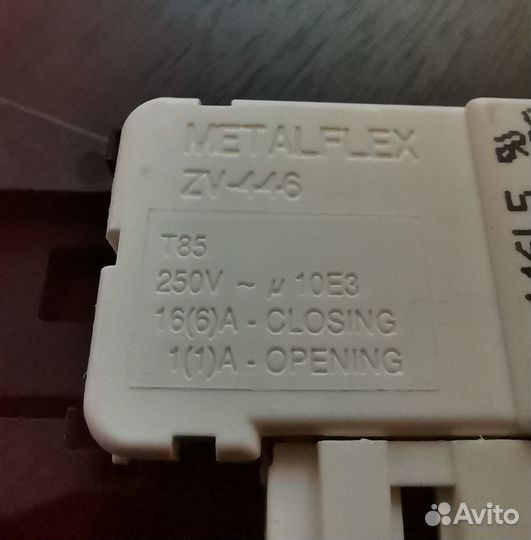 METALFLEX
ZV-446
T85
250V ~ µ 10E3
16(6)A - CLOSING
1(1)A - OPENING
Avito